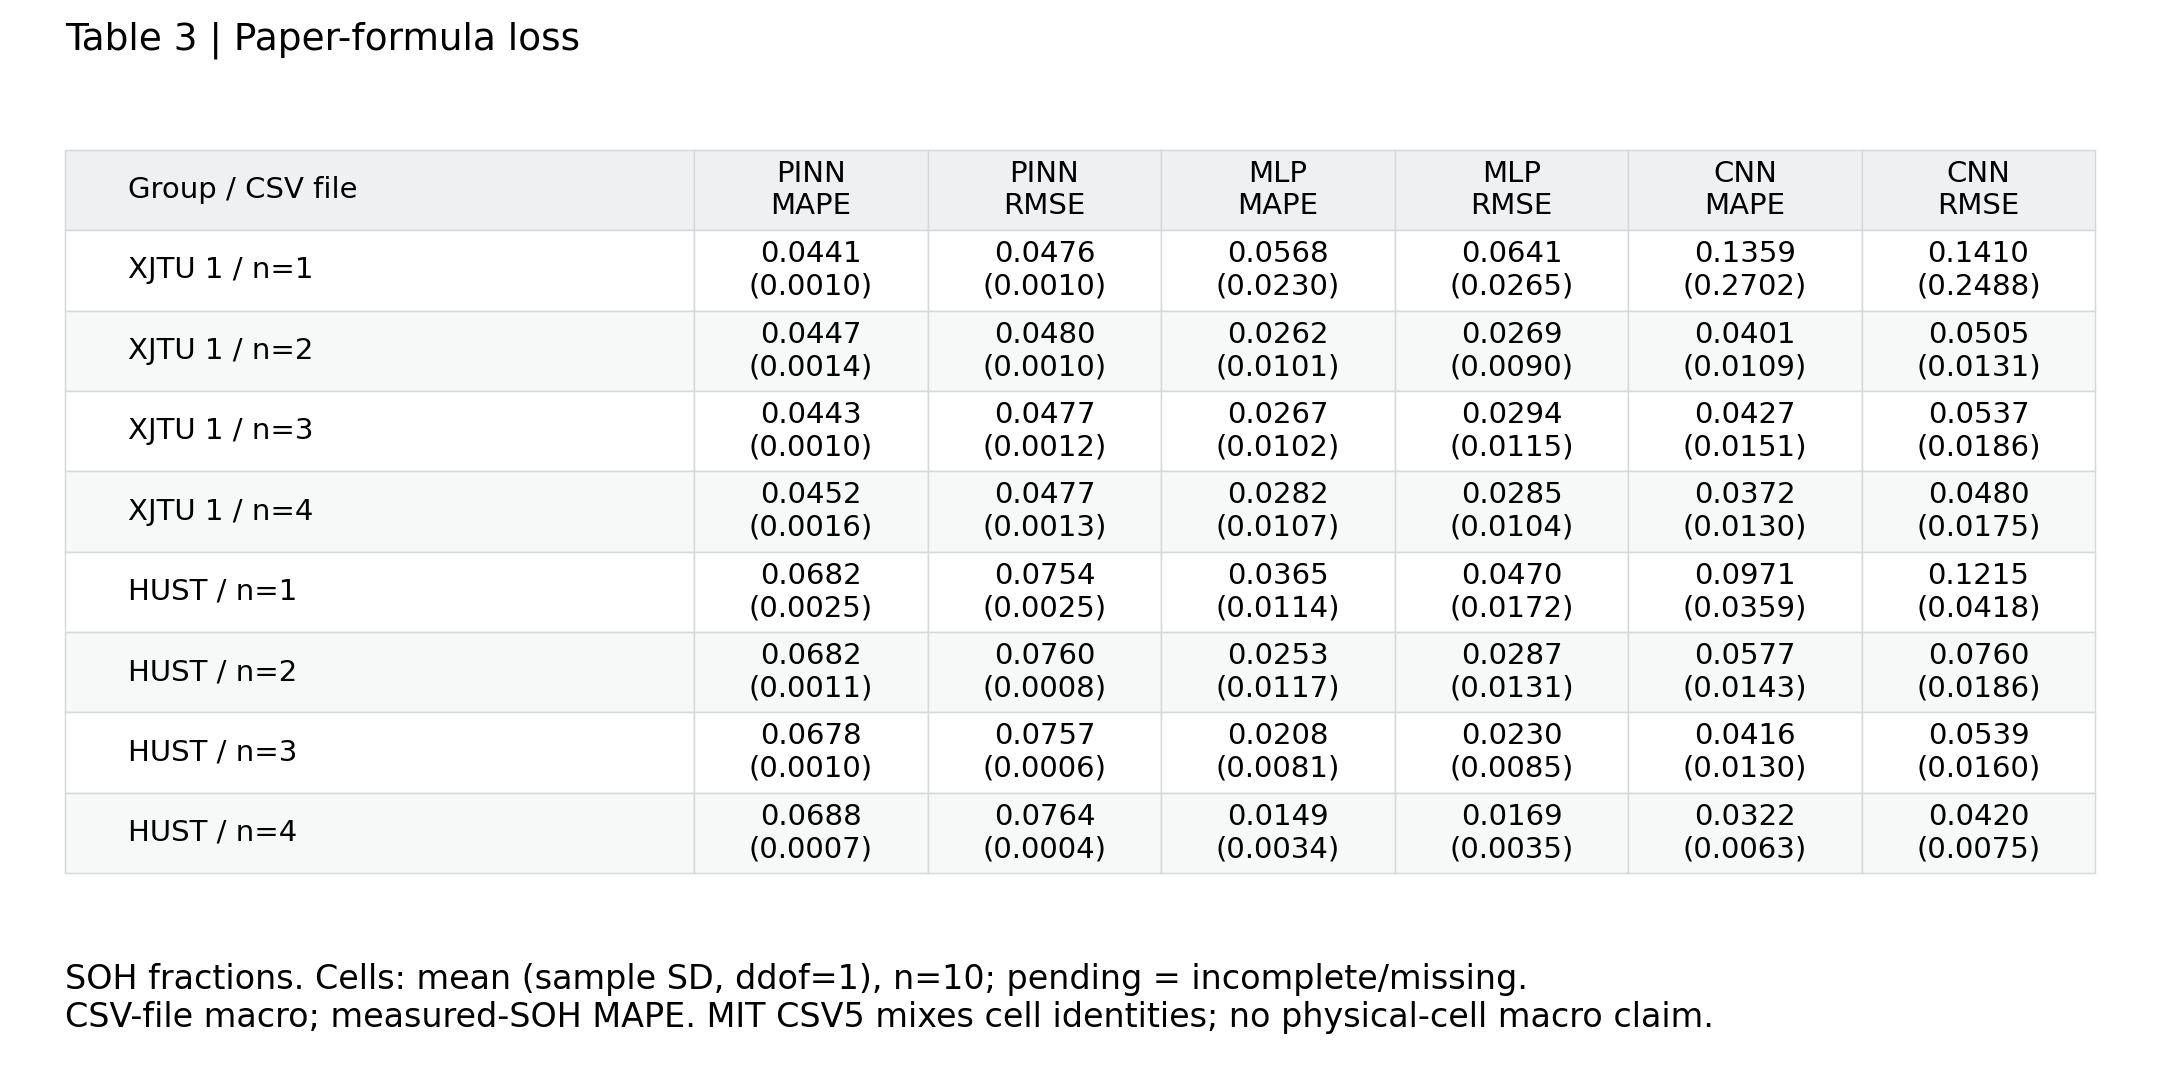 Table 3 | Paper-formula loss
Group / CSV file PINN MAPE PINN RMSE MLP MAPE MLP RMSE CNN MAPE CNN RMSE
XJTU 1 / n=1 0.0441 (0.0010) 0.0476 (0.0010) 0.0568 (0.0230) 0.0641 (0.0265) 0.1359 (0.2702) 0.1410 (0.2488)
XJTU 1 / n=2 0.0447 (0.0014) 0.0480 (0.0010) 0.0262 (0.0101) 0.0269 (0.0090) 0.0401 (0.0109) 0.0505 (0.0131)
XJTU 1 / n=3 0.0443 (0.0010) 0.0477 (0.0012) 0.0267 (0.0102) 0.0294 (0.0115) 0.0427 (0.0151) 0.0537 (0.0186)
XJTU 1 / n=4 0.0452 (0.0016) 0.0477 (0.0013) 0.0282 (0.0107) 0.0285 (0.0104) 0.0372 (0.0130) 0.0480 (0.0175)
HUST / n=1 0.0682 (0.0025) 0.0754 (0.0025) 0.0365 (0.0114) 0.0470 (0.0172) 0.0971 (0.0359) 0.1215 (0.0418)
HUST / n=2 0.0682 (0.0011) 0.0760 (0.0008) 0.0253 (0.0117) 0.0287 (0.0131) 0.0577 (0.0143) 0.0760 (0.0186)
HUST / n=3 0.0678 (0.0010) 0.0757 (0.0006) 0.0208 (0.0081) 0.0230 (0.0085) 0.0416 (0.0130) 0.0539 (0.0160)
HUST / n=4 0.0688 (0.0007) 0.0764 (0.0004) 0.0149 (0.0034) 0.0169 (0.0035) 0.0322 (0.0063) 0.0420 (0.0075)
SOH fractions. Cells: mean (sample SD, ddof=1), n=10; pending = incomplete/missing.
CSV-file macro; measured-SOH MAPE. MIT CSV5 mixes cell identities; no physical-cell macro claim.